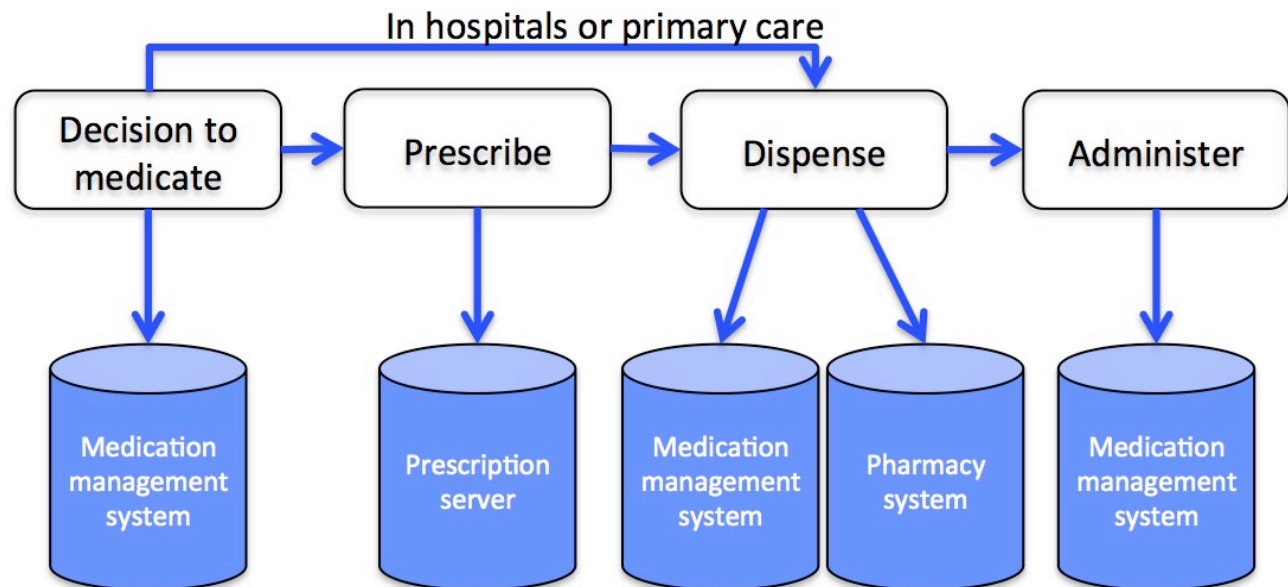 In hospitals or primary care
Decision to
medicate
Prescribe
Dispense
Administer
Medication
management
system
Prescription
server
Medication
management
system
Pharmacy
system
Medication
management
system